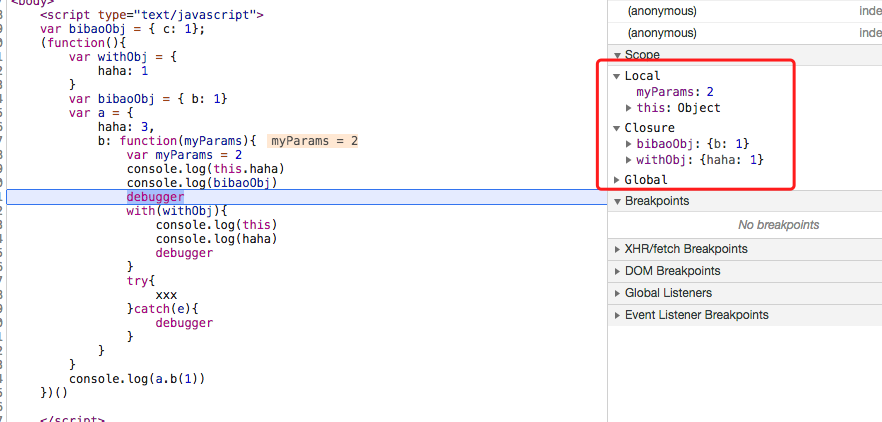 <body>
<script type="text/javascript">
var bibaoObj = { c: 1};
(function(){
var withObj = {
haha: 1
}
var bibaoObj = { b: 1}
var a = {
haha: 3,
b: function(myParams){ myParams = 2
var myParams = 2
console.log(this.haha)
console.log(bibaoObj)
debugger
with(withObj){
console.log(this)
console.log(haha)
debugger
}
try{
xxx
}catch(e){
debugger
}
}
}
console.log(a.b(1))
})()
</script>
(anonymous) inde
(anonymous) inde
Scope
Local
myParams: 2
this: Object
Closure
bibaoObj: {b: 1}
withObj: {haha: 1}
Global
Breakpoints
No breakpoints
XHR/fetch Breakpoints
DOM Breakpoints
Global Listeners
Event Listener Breakpoints